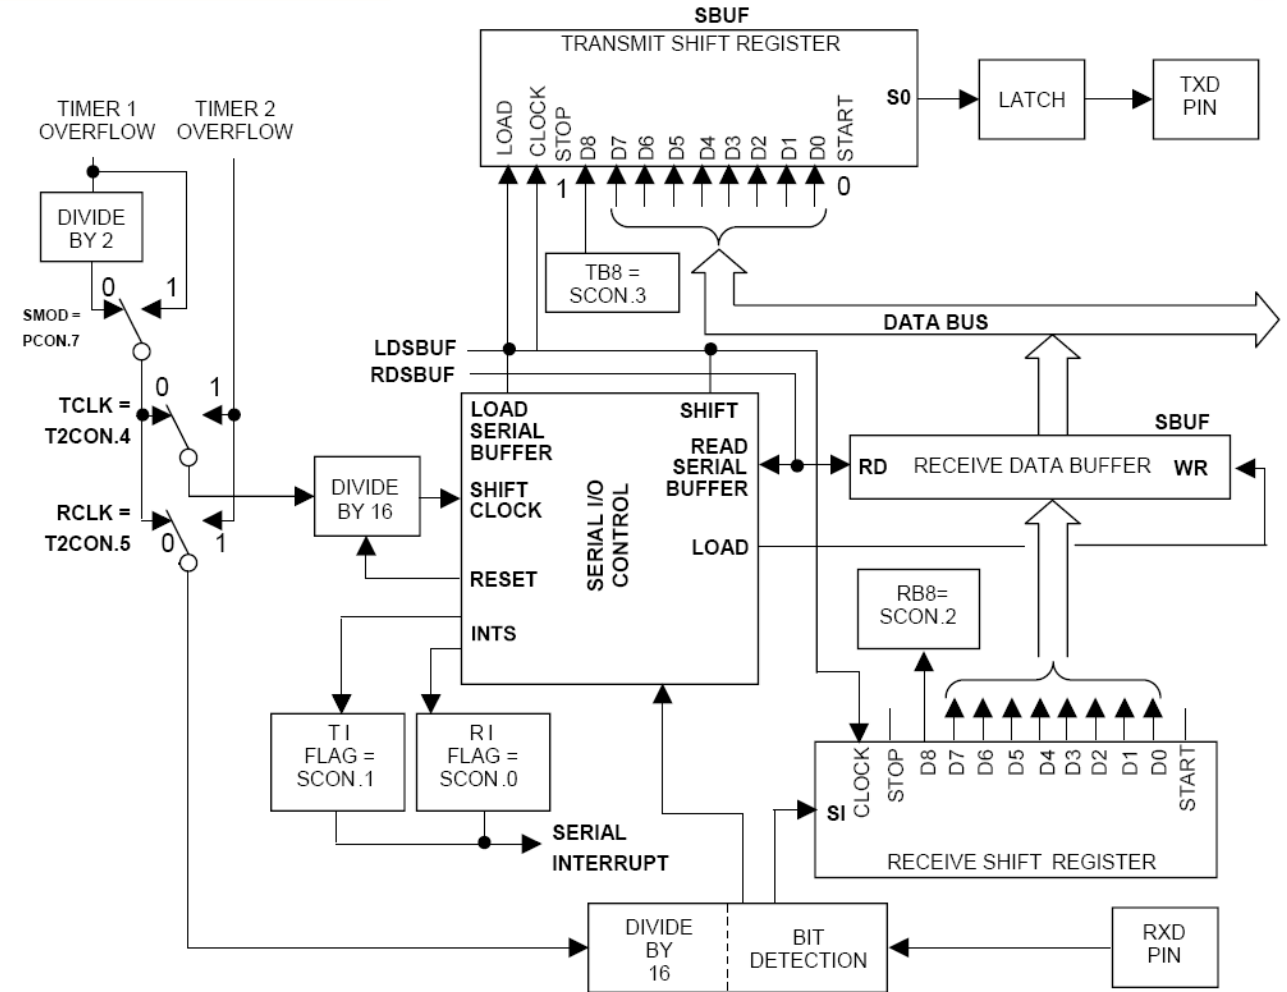 SBUF
TRANSMIT SHIFT REGISTER
LOAD
CLOCK
STOP
D8
D7
D6
D5
D4
D3
D2
D1
D0
START
S0
1
0
LATCH
TXD
PIN
TIMER 1
OVERFLOW
TIMER 2
OVERFLOW
DIVIDE
BY 2
0
1
SMOD =
PCON.7
TB8 =
SCON.3
DATA BUS
LDSBUF
RDSBUF
TCLK =
T2CON.4
0
1
RCLK =
T2CON.5
0
1
DIVIDE
BY 16
LOAD
SERIAL
BUFFER
SHIFT
CLOCK
RESET
INTS
SERIAL I/O
CONTROL
SHIFT
READ
SERIAL
BUFFER
LOAD
SBUF
RD
RECEIVE DATA BUFFER
WR
RB8=
SCON.2
T I
FLAG =
SCON.1
R I
FLAG =
SCON.0
SERIAL
INTERRUPT
CLOCK
STOP
D8
D7
D6
D5
D4
D3
D2
D1
D0
START
SI
RECEIVE SHIFT REGISTER
DIVIDE
BY
16
BIT
DETECTION
RXD
PIN